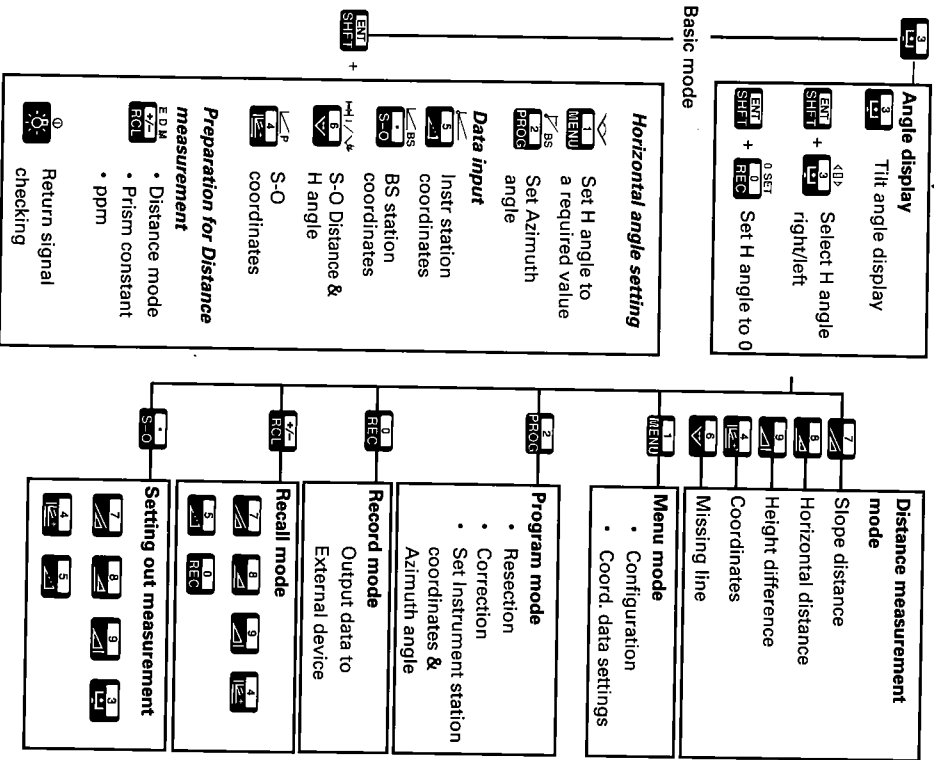 Basic mode
3
Angle display
3 Tilt angle display
ENT SHFT + 3 Select H angle
right/left
0 SET
ENT SHFT + 0 REC Set H angle to 0
ENT SHFT +
Horizontal angle setting
1 MENU Set H angle to
a required value
BS
2 PROG Set Azimuth
angle
Data input
5 Instr station
coordinates
BS
• S-O BS station
coordinates
6 S-O Distance &
H angle
P
4 S-O
coordinates
Preparation for Distance
measurement
EDM
+/- RCL • Distance mode
• Prism constant
• ppm
Return signal
checking
Distance measurement
mode
7 Slope distance
8 Horizontal distance
9 Height difference
4 Coordinates
6 Missing line
1 MENU
Menu mode
• Configuration
• Coord. data settings
2 PROG
Program mode
• Resection
• Correction
• Set Instrument station
coordinates &
Azimuth angle
0 REC
Record mode
Output data to
External device
+/- RCL
Recall mode
7 8 9 4
5 0 REC
• S-O
Setting out measurement
7 8 9 3
4 5